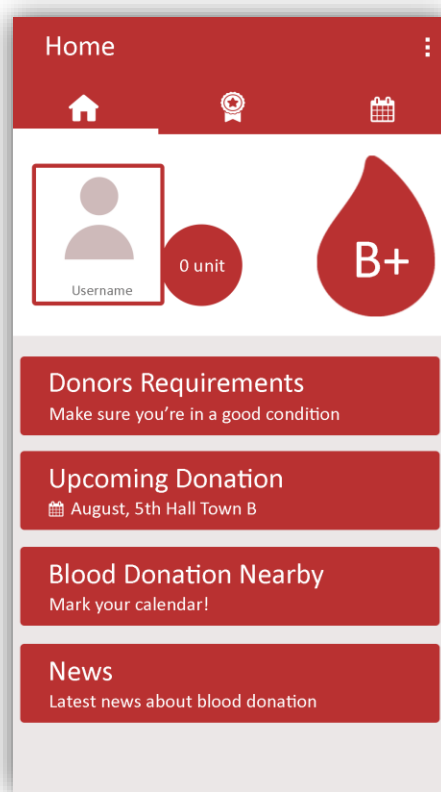 Home
Username
0 unit
B+
Donors Requirements
Make sure you're in a good condition
Upcoming Donation
August, 5th Hall Town B
Blood Donation Nearby
Mark your calendar!
News
Latest news about blood donation